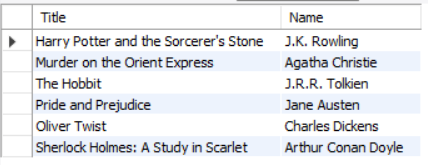 Title Name
Harry Potter and the Sorcerer's Stone J.K. Rowling
Murder on the Orient Express Agatha Christie
The Hobbit J.R.R. Tolkien
Pride and Prejudice Jane Austen
Oliver Twist Charles Dickens
Sherlock Holmes: A Study in Scarlet Arthur Conan Doyle